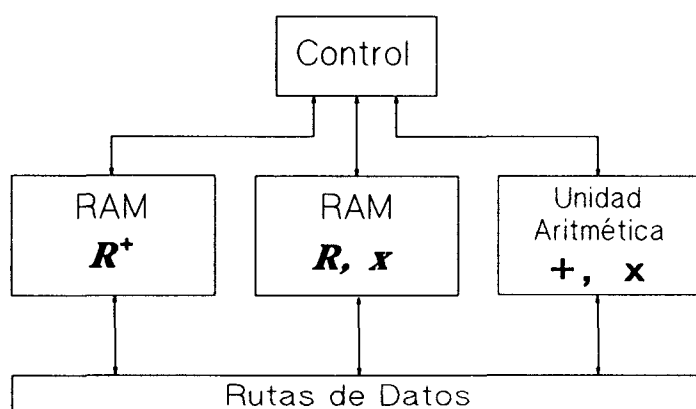 Control
RAM
R⁺
RAM
R, x
Unidad
Aritmética
+, x
Rutas de Datos